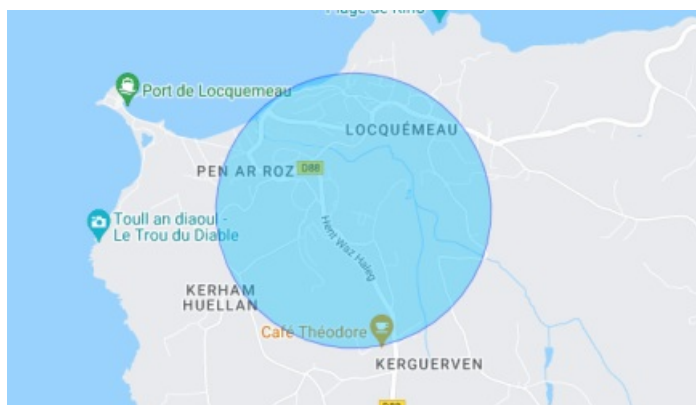 Port de Locquemeau
LOCQUÉMEAU
PEN AR ROZ
D88
Toull an diaoul -
Le Trou du Diable
Hent Waz Haleg
KERHAM
HUELLAN
Café Théodore
KERGUERVEN